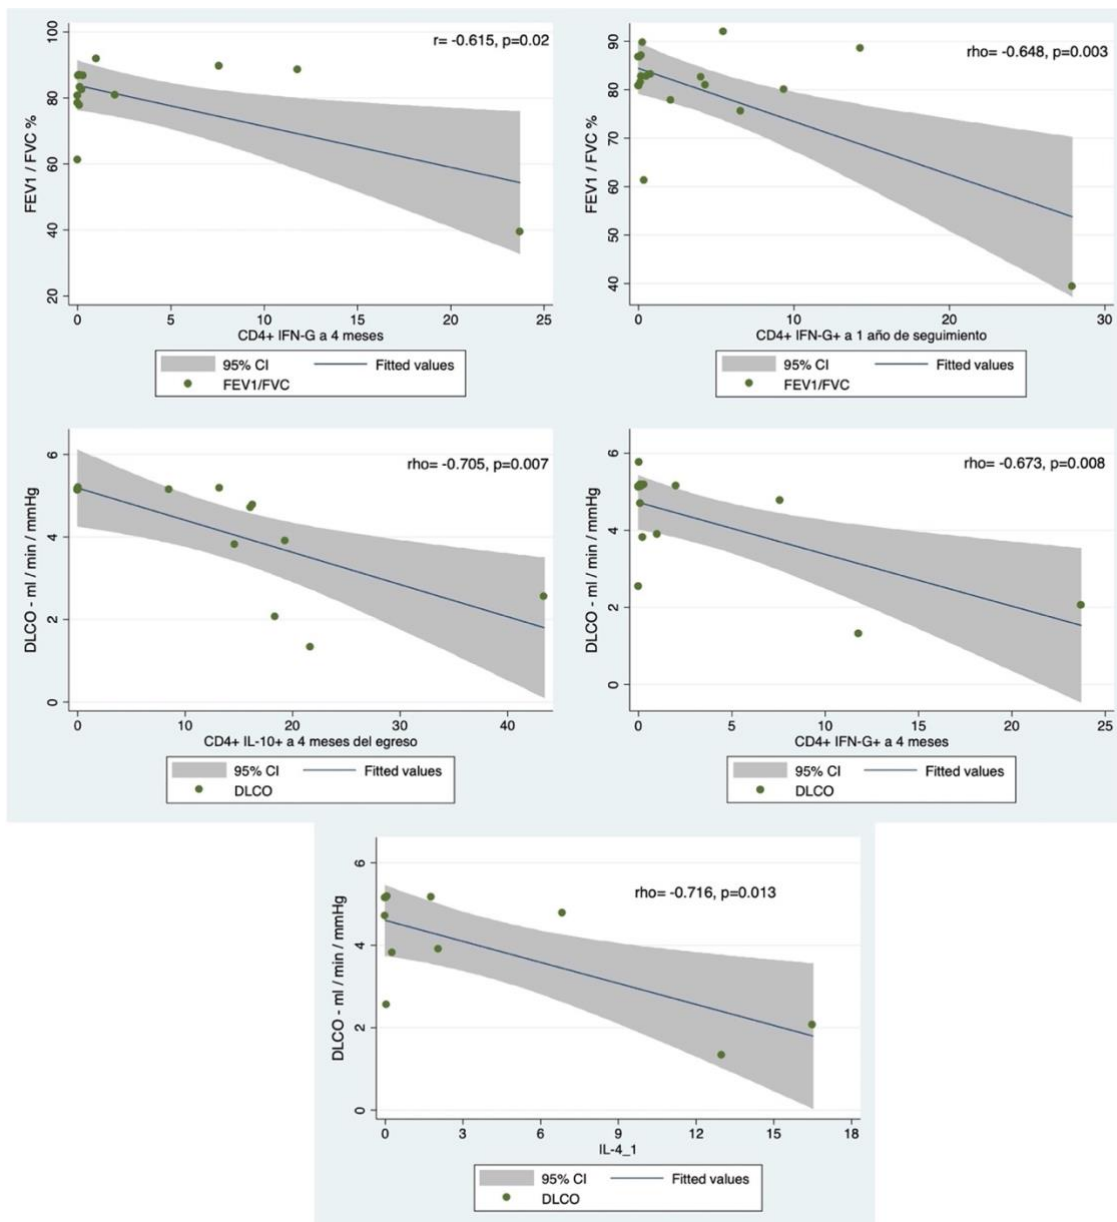 r= -0.615, p=0.02
FEV1 / FVC %
100
80
60
40
20
0 5 10 15 20 25
CD4+ IFN-G a 4 meses
95% CI Fitted values
FEV1/FVC
rho= -0.648, p=0.003
FEV1 / FVC %
90
80
70
60
50
40
0 10 20 30
CD4+ IFN-G+ a 1 año de seguimiento
95% CI Fitted values
FEV1/FVC
rho= -0.705, p=0.007
DLCO - ml / min / mmHg
6
4
2
0
0 10 20 30 40
CD4+ IL-10+ a 4 meses del egreso
95% CI Fitted values
DLCO
rho= -0.673, p=0.008
DLCO - ml / min / mmHg
6
4
2
0
0 5 10 15 20 25
CD4+ IFN-G+ a 4 meses
95% CI Fitted values
DLCO
rho= -0.716, p=0.013
DLCO - ml / min / mmHg
6
4
2
0
0 3 6 9 12 15 18
IL-4_1
95% CI Fitted values
DLCO